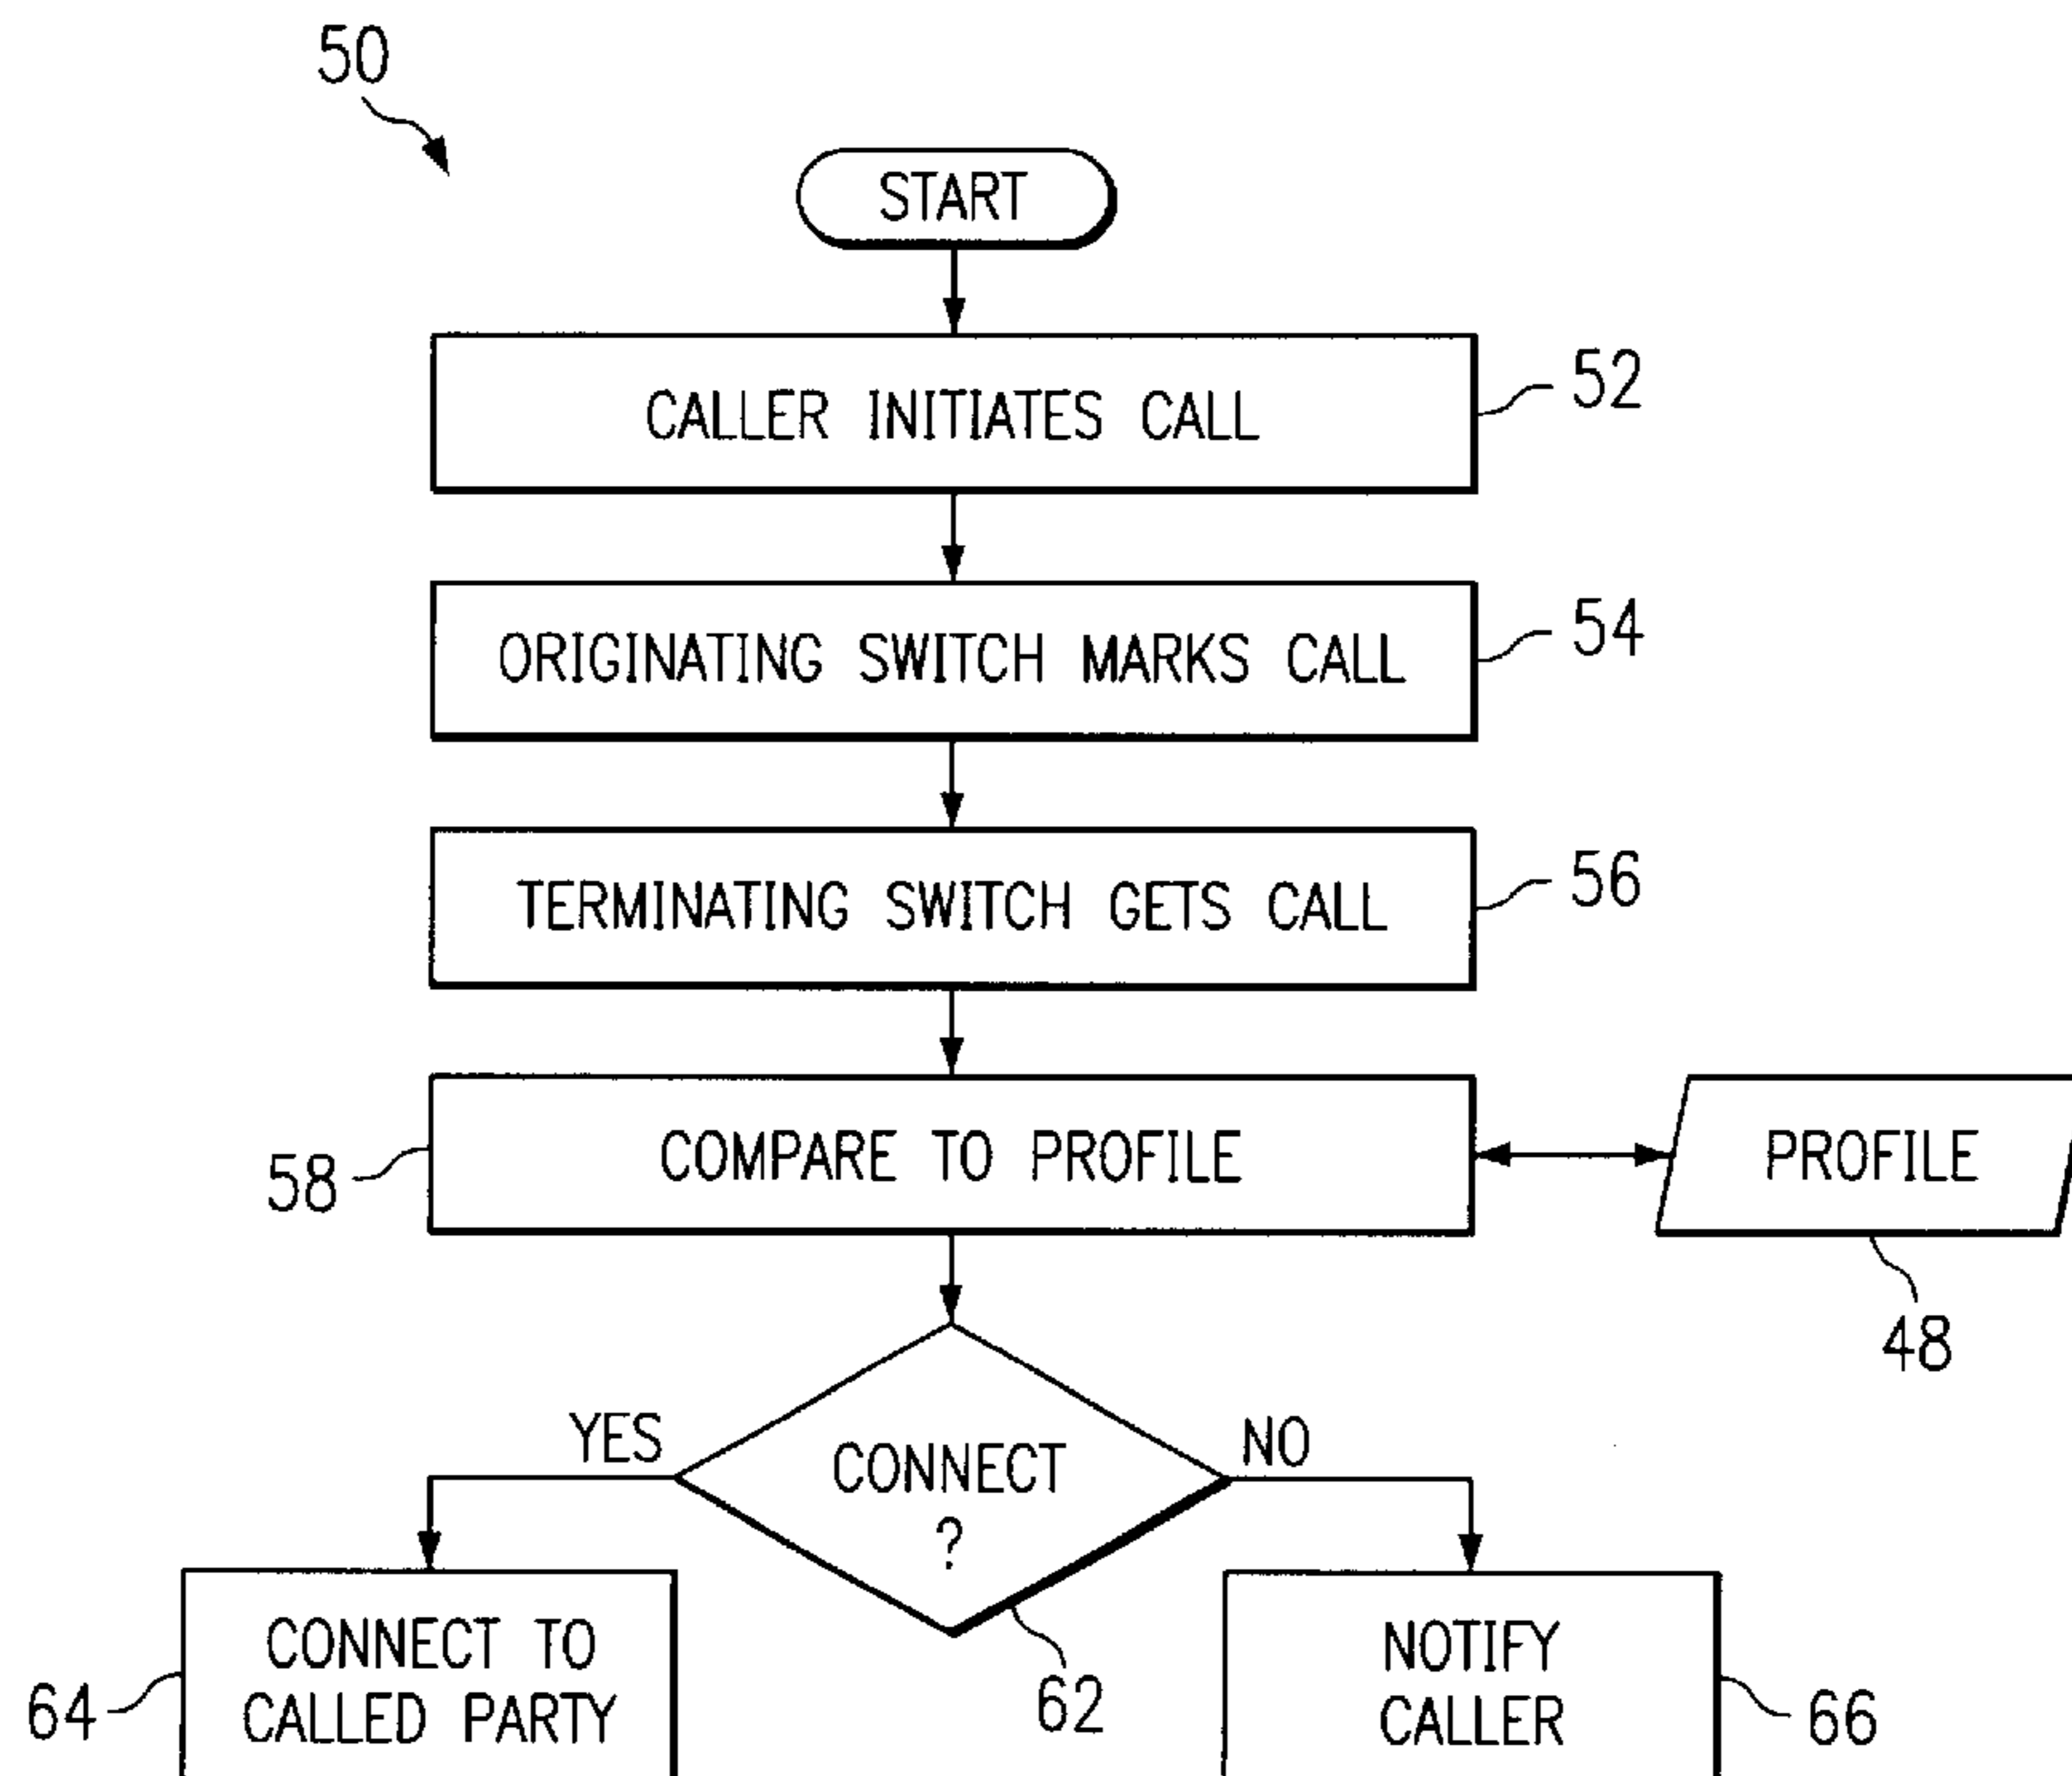 50
START
CALLER INITIATES CALL
52
ORIGINATING SWITCH MARKS CALL
54
TERMINATING SWITCH GETS CALL
56
58
COMPARE TO PROFILE
PROFILE
48
YES
CONNECT
?
NO
62
64
CONNECT TO
CALLED PARTY
NOTIFY
CALLER
66